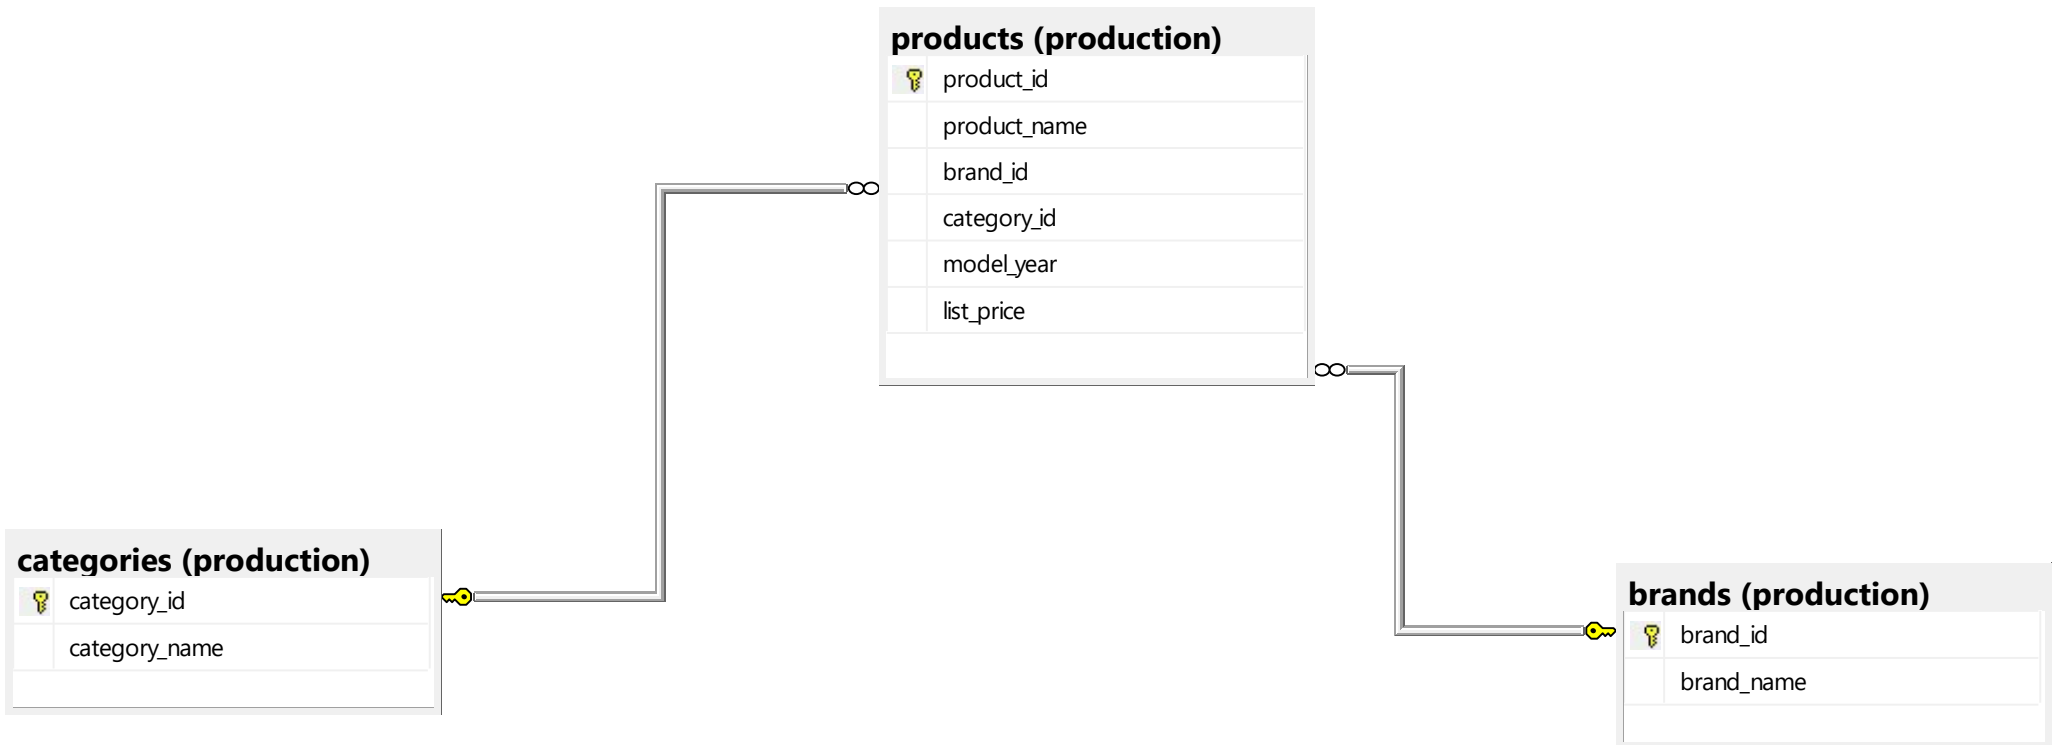 products (production)
product_id
product_name
brand_id
category_id
model_year
list_price
categories (production)
category_id
category_name
brands (production)
brand_id
brand_name